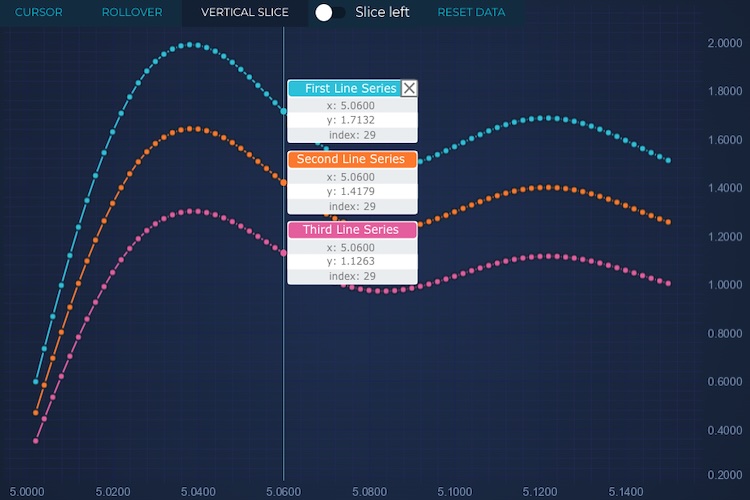 CURSOR ROLLOVER VERTICAL SLICE Slice left RESET DATA
2.0000
First Line Series
1.8000
x: 5.0600
y: 1.7132
index: 29
1.6000
Second Line Series
x: 5.0600
y: 1.4179
1.4000
index: 29
Third Line Series
1.2000
x: 5.0600
y: 1.1263
index: 29
1.0000
0.8000
0.6000
0.4000
0.2000
5.0000 5.0200 5.0400 5.0600 5.0800 5.1000 5.1200 5.1400